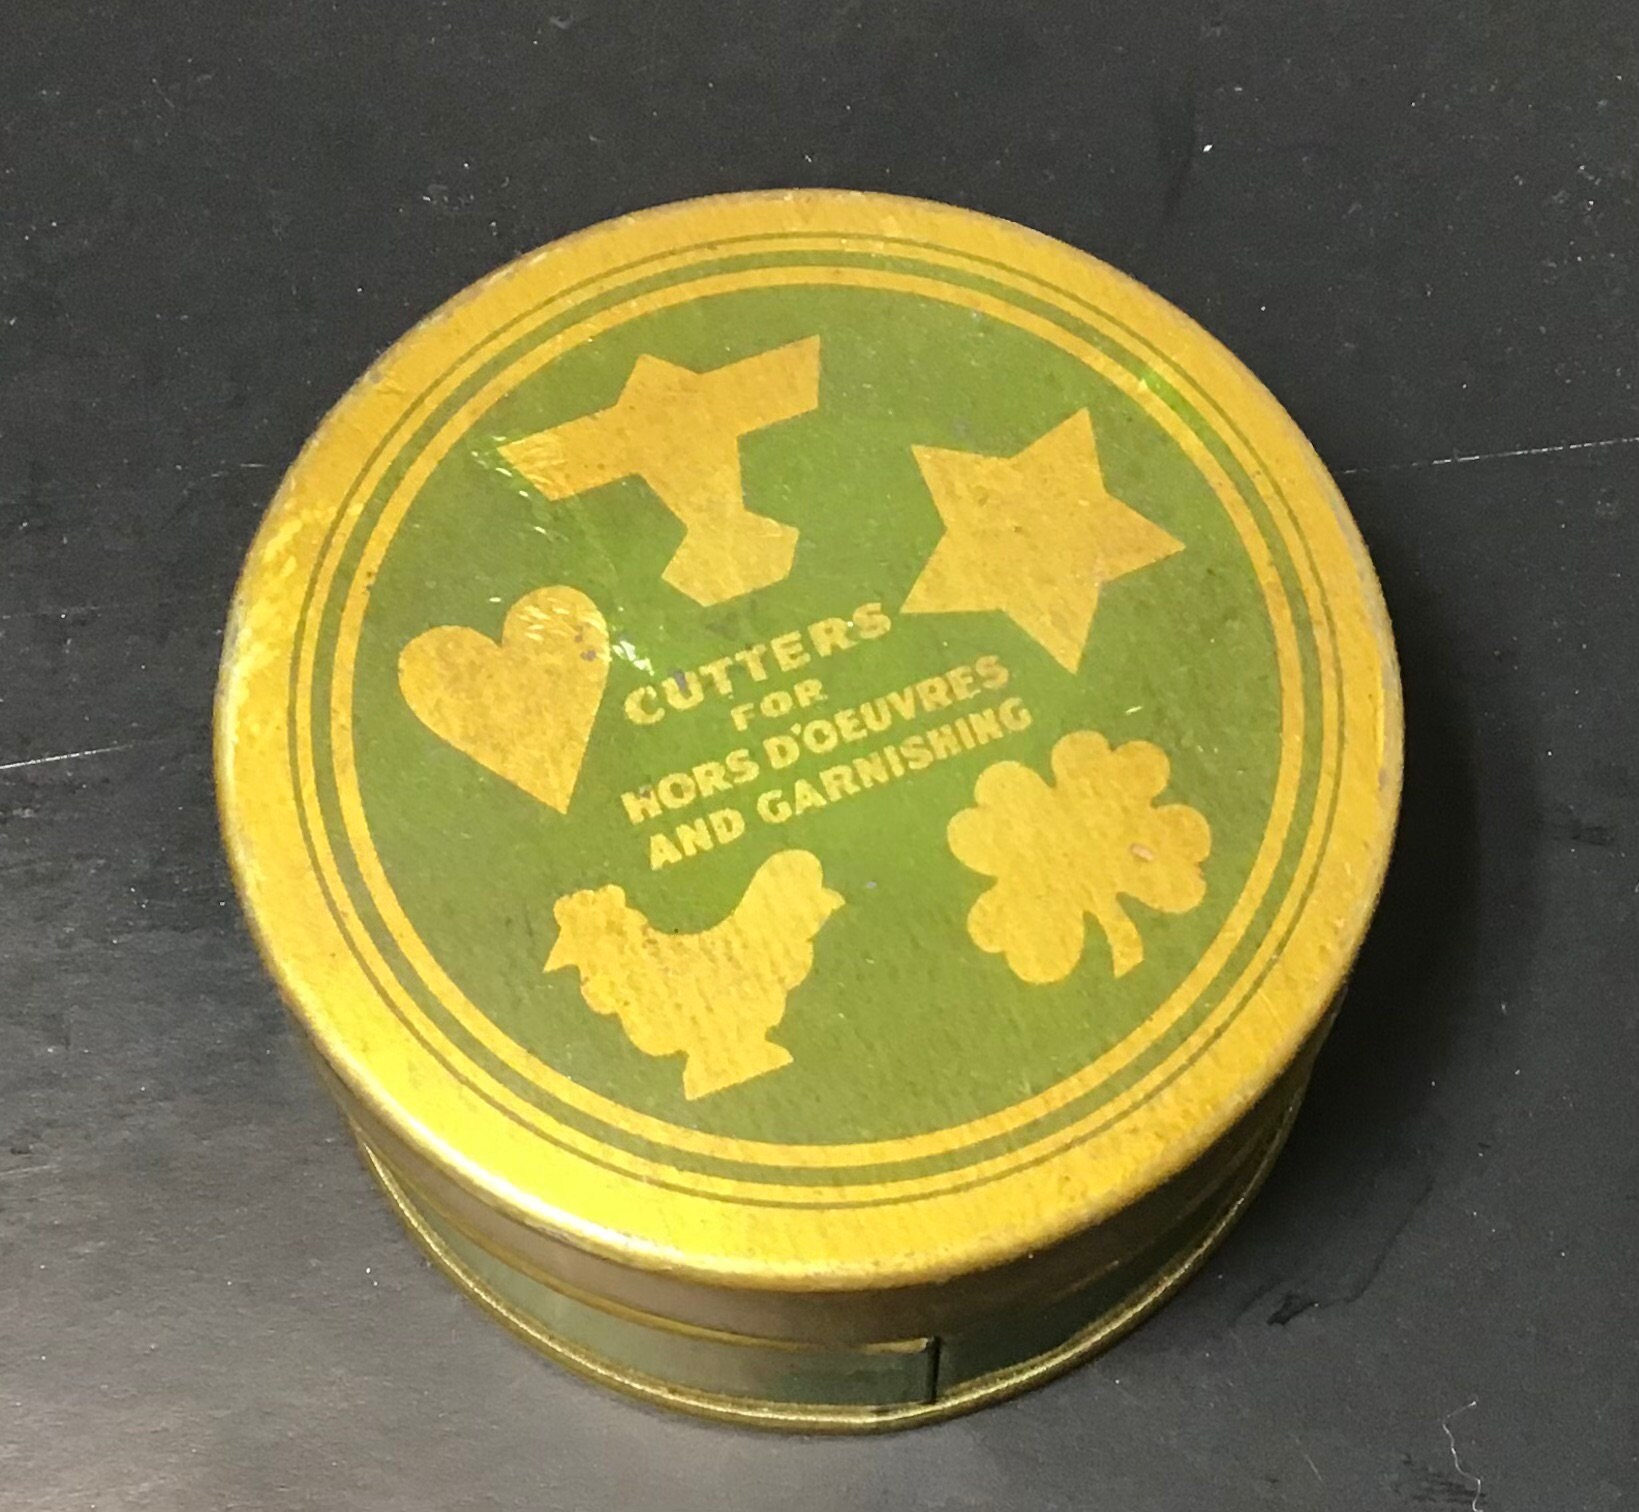 CUTTERS
FOR
HORS D'OEUVRES
AND GARNISHING